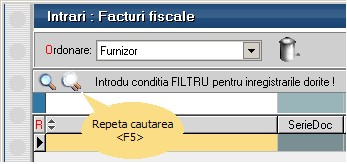 Intrari : Facturi fiscale
Ordonare: Furnizor
Introdu conditia FILTRU pentru inregistrarile dorite !
Repeta cautarea
<F5>
R
SerieDoc